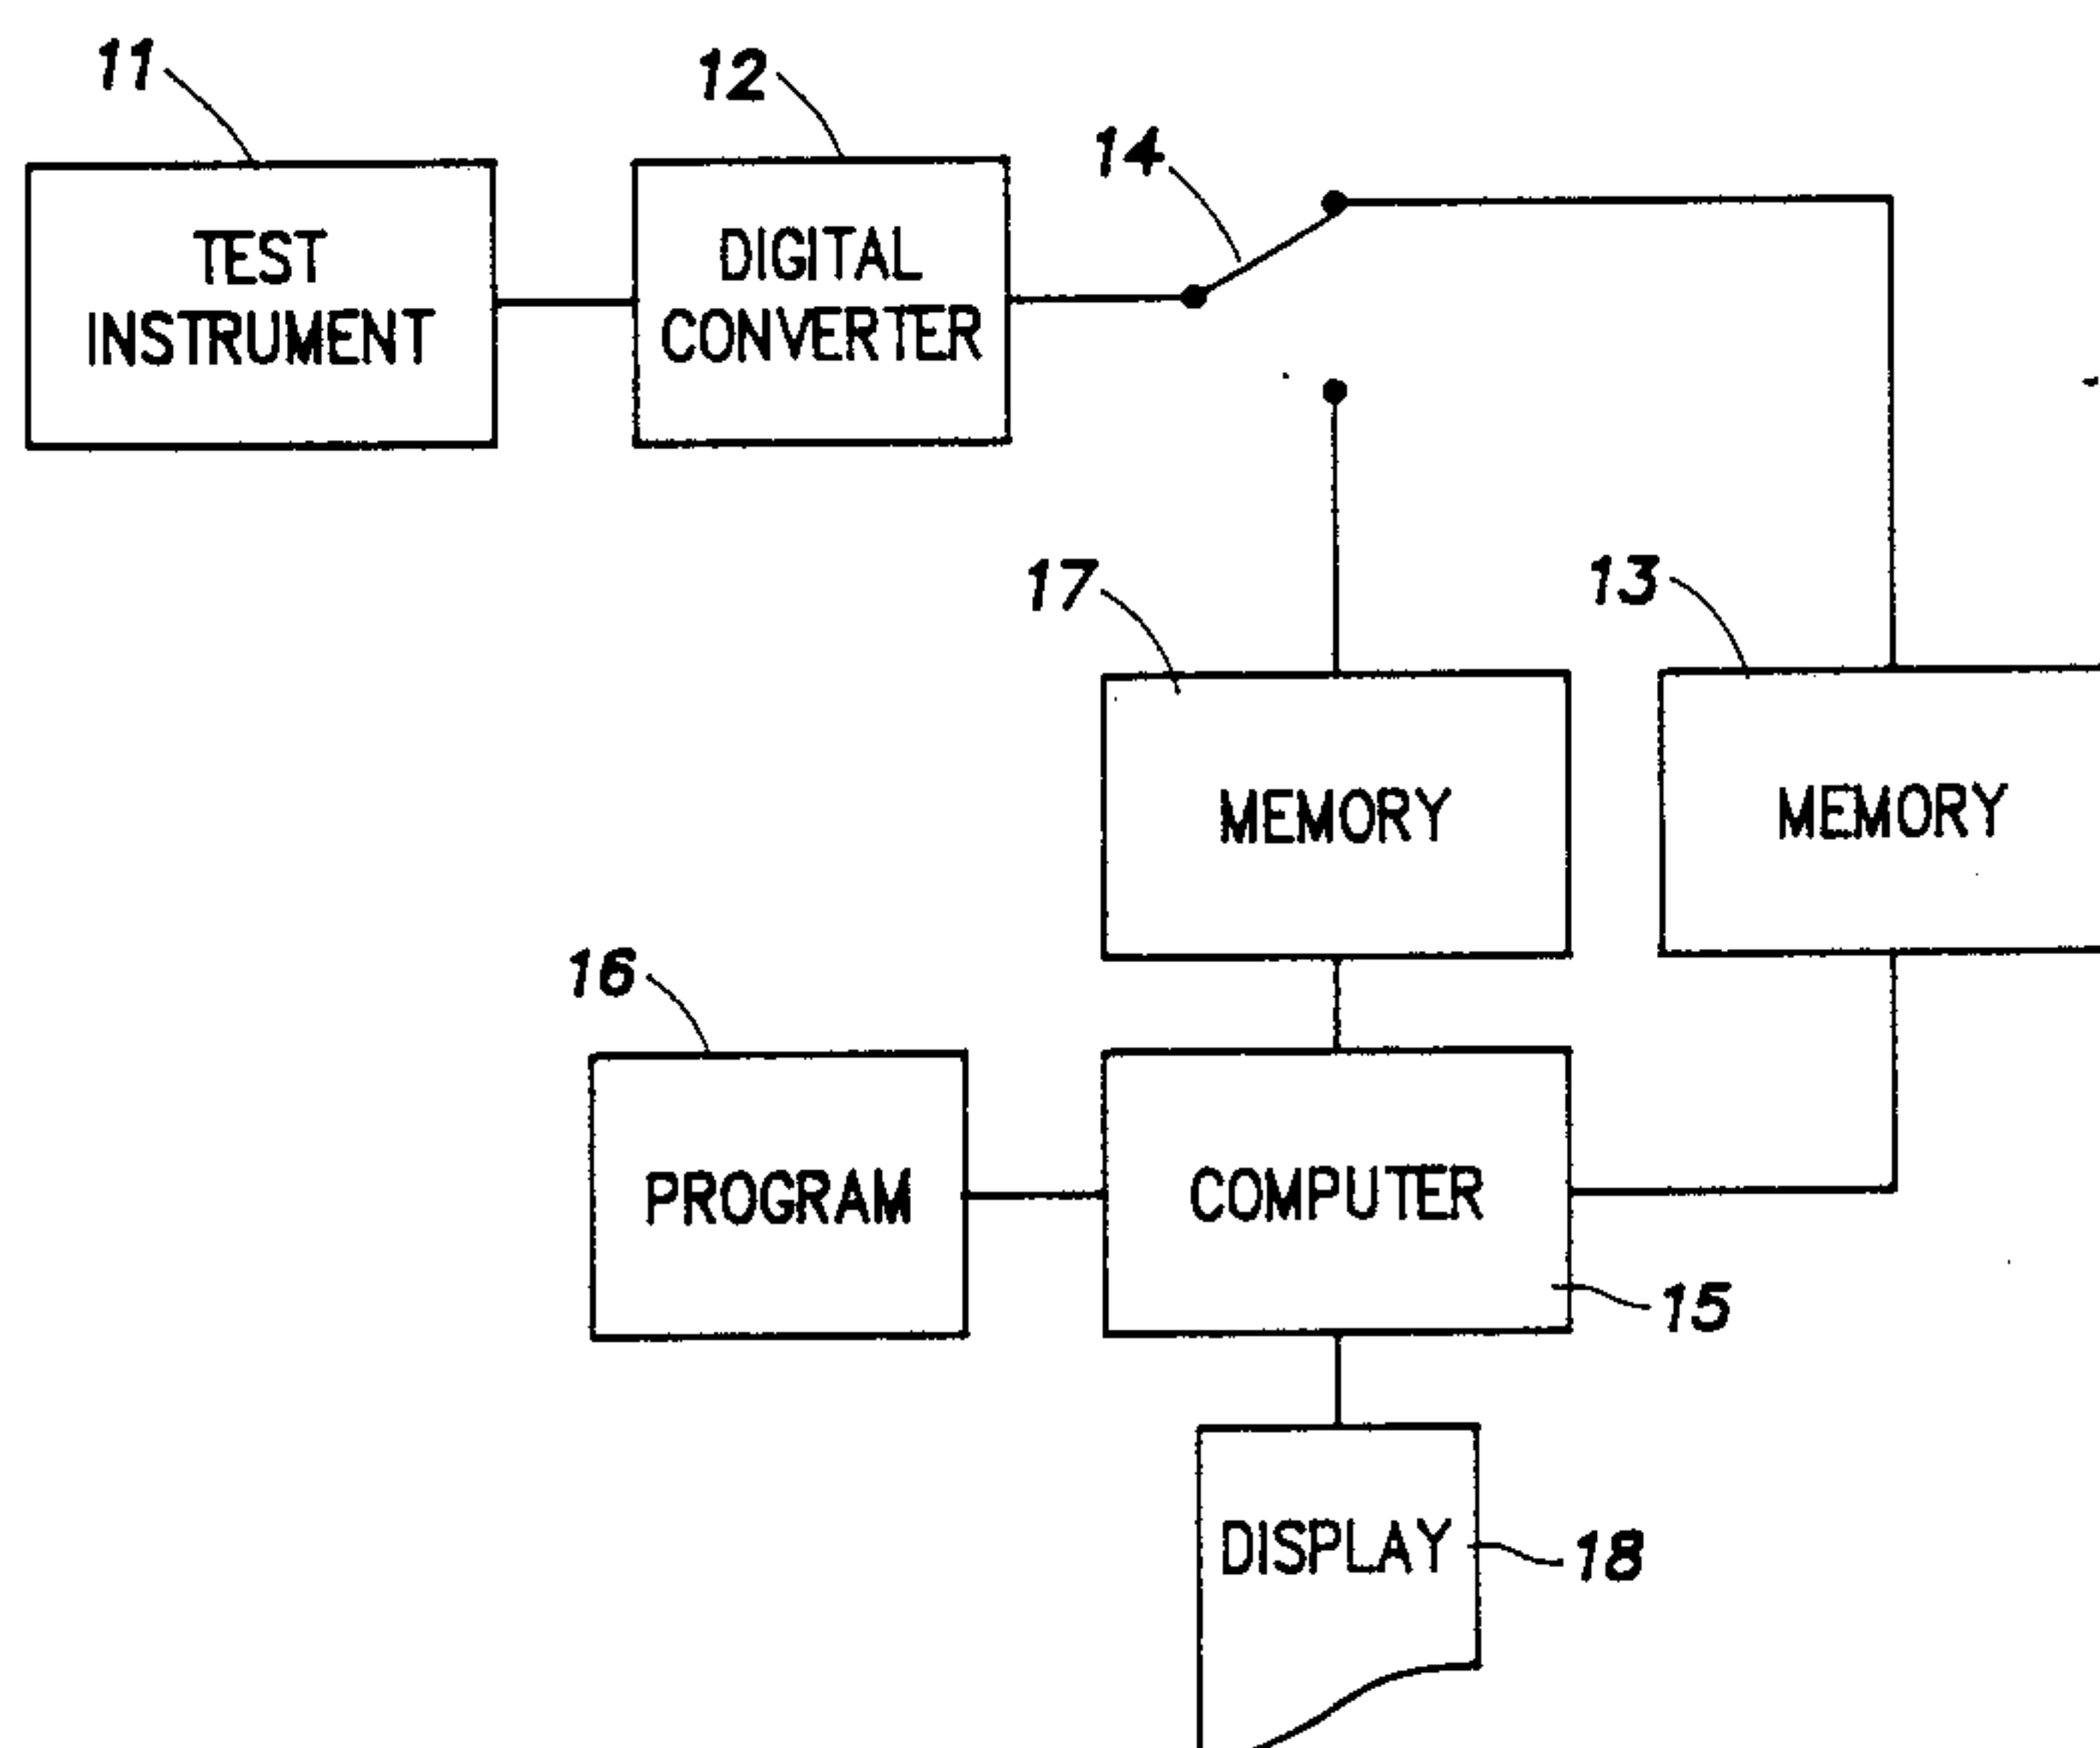 11
12
14
TEST
INSTRUMENT
DIGITAL
CONVERTER
17
13
MEMORY
MEMORY
16
PROGRAM
COMPUTER
15
DISPLAY
18